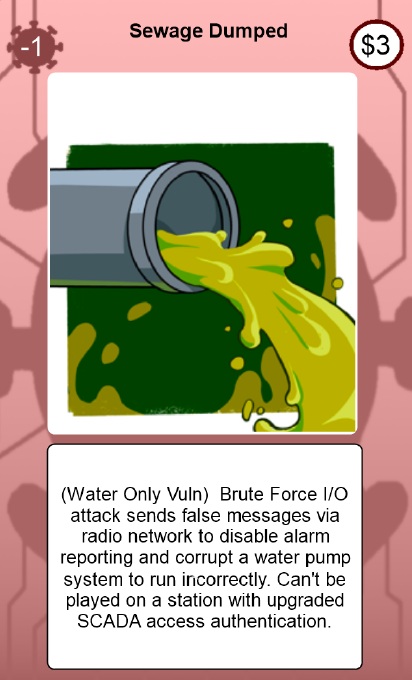 Sewage Dumped
-1
$3
(Water Only Vuln)  Brute Force I/O
attack sends false messages via
radio network to disable alarm
reporting and corrupt a water pump
system to run incorrectly. Can't be
played on a station with upgraded
SCADA access authentication.